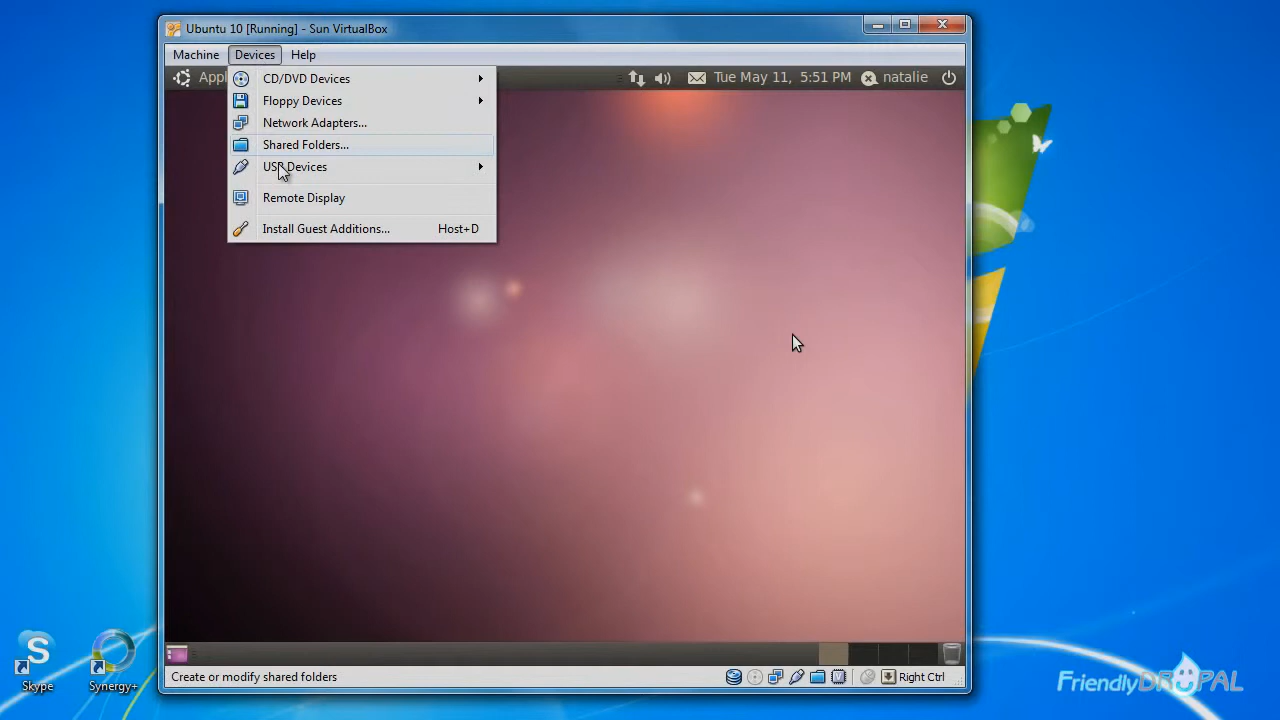 Ubuntu 10 [Running] - Sun VirtualBox
Machine Devices Help
Appl
Tue May 11, 5:51 PM natalie
CD/DVD Devices
Floppy Devices
Network Adapters...
Shared Folders...
USB Devices
Remote Display
Install Guest Additions... Host+D
Skype
Synergy+
Create or modify shared folders
Right Ctrl
FriendlyDRUPAL